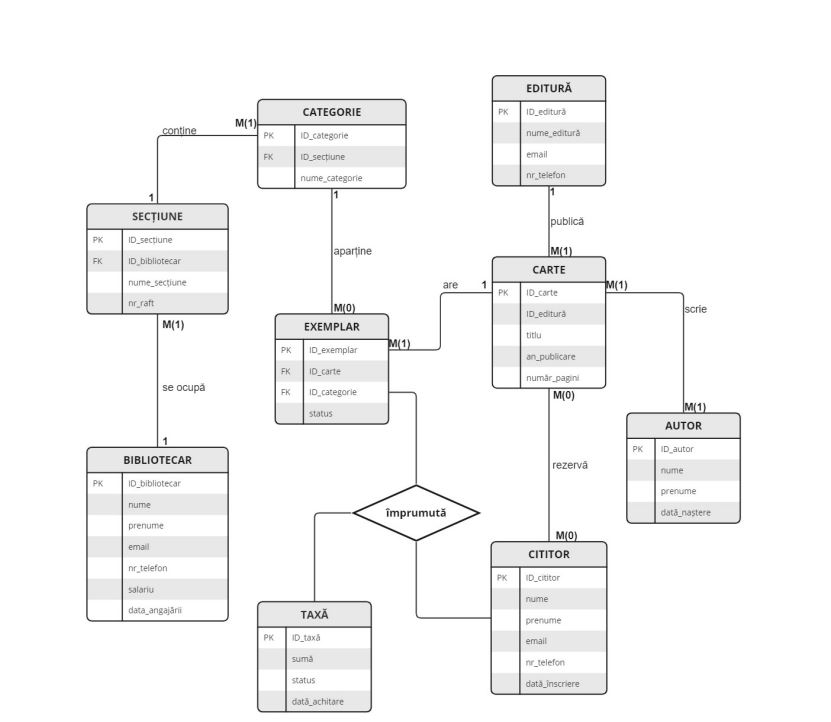 EDITURĂ
PK ID_editură
nume_editură
email
nr_telefon
CATEGORIE
PK ID_categorie
FK ID_secțiune
nume_categorie
M(1)
conține
1
SECȚIUNE
PK ID_secțiune
FK ID_bibliotecar
nume_secțiune
nr_raft
1
aparține
M(0)
1
publică
M(1)
CARTE
PK ID_carte
ID_editură
titlu
an_publicare
număr_pagini
are
1
M(1)
scrie
M(1)
EXEMPLAR
PK ID_exemplar
FK ID_carte
FK ID_categorie
status
M(1)
M(1)
se ocupă
1
BIBLIOTECAR
PK ID_bibliotecar
nume
prenume
email
nr_telefon
salariu
data_angajării
M(0)
rezervă
M(0)
AUTOR
PK ID_autor
nume
prenume
dată_naștere
împrumută
CITITOR
PK ID_cititor
nume
prenume
email
nr_telefon
dată_înscriere
TAXĂ
PK ID_taxă
sumă
status
dată_achitare